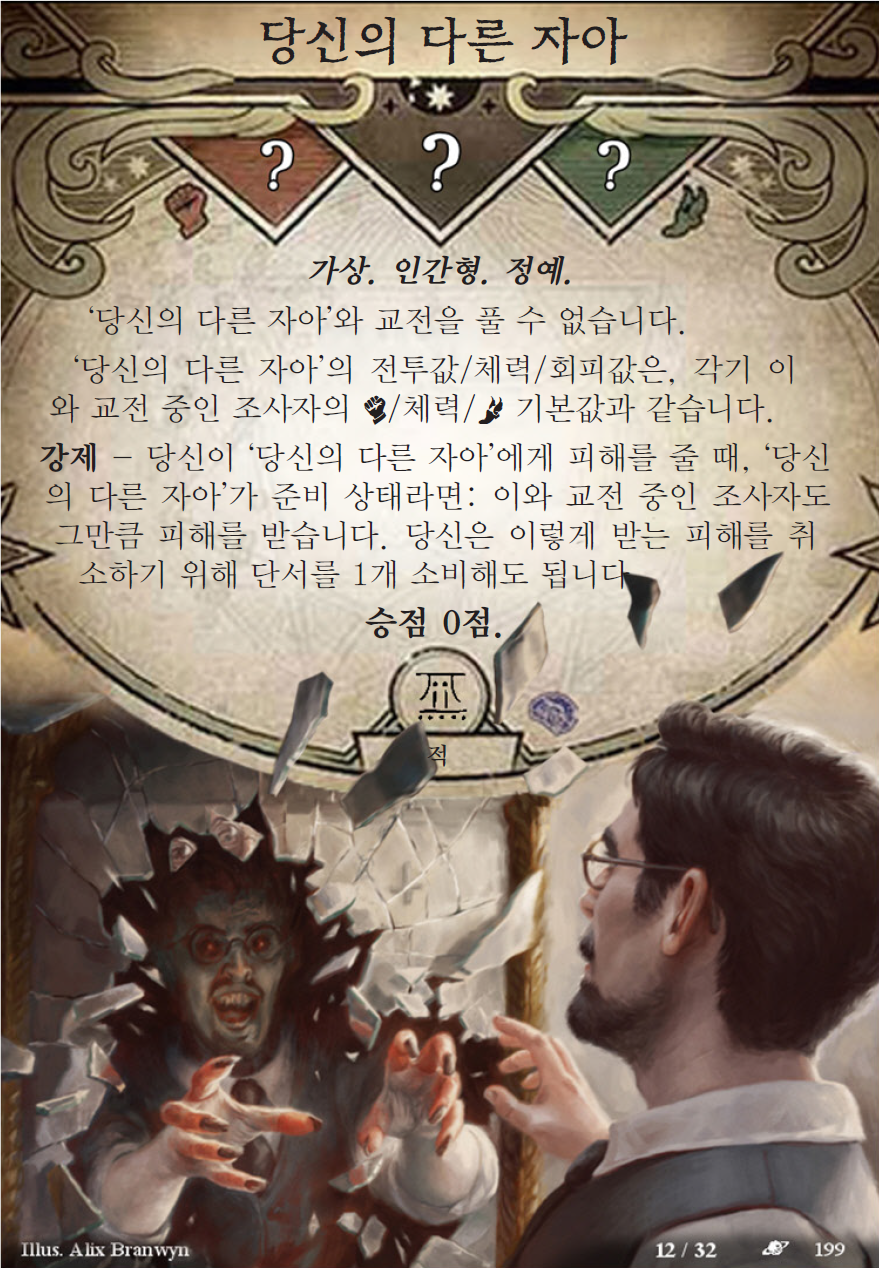 당신의 다른 자아
? ? ?
가상. 인간형. 정예.
‘당신의 다른 자아’와 교전을 풀 수 없습니다.
‘당신의 다른 자아’의 전투값/체력/회피값은, 각기 이
와 교전 중인 조사자의 /체력/ 기본값과 같습니다.
강제 – 당신이 ‘당신의 다른 자아’에게 피해를 줄 때, ‘당신
의 다른 자아’가 준비 상태라면: 이와 교전 중인 조사자도
그만큼 피해를 받습니다. 당신은 이렇게 받는 피해를 취
소하기 위해 단서를 1개 소비해도 됩니다
승점 0점.
적
Illus. Alix Branwyn
12 / 32
199